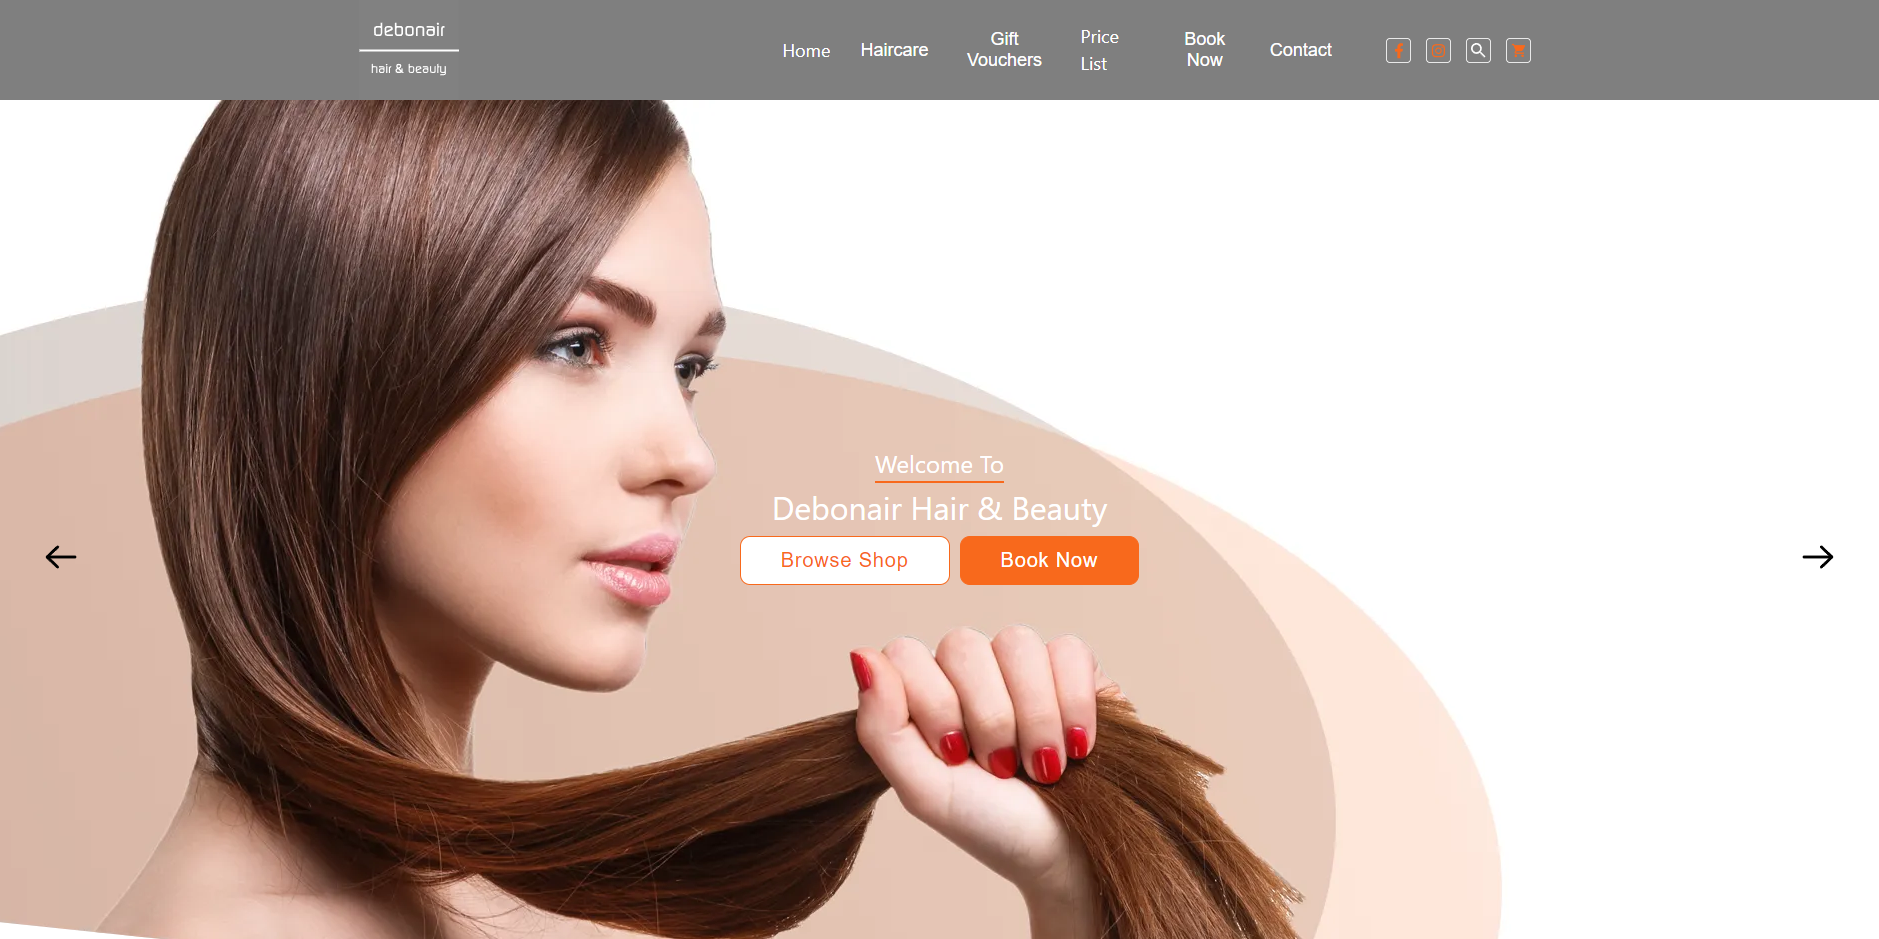 debonair
hair & beauty
Home
Haircare
Gift
Vouchers
Price
List
Book
Now
Contact
Welcome To
Debonair Hair & Beauty
Browse Shop
Book Now